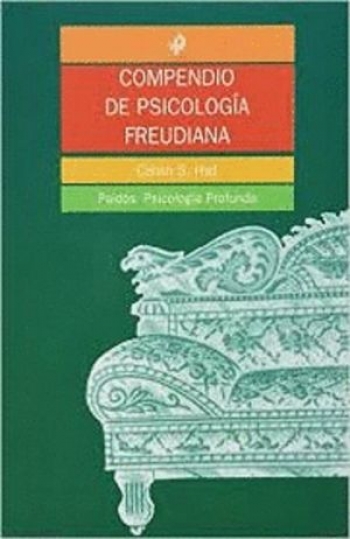 COMPENDIO
DE PSICOLOGÍA
FREUDIANA
Calvin S. Hall
Paidós Psicología Profunda